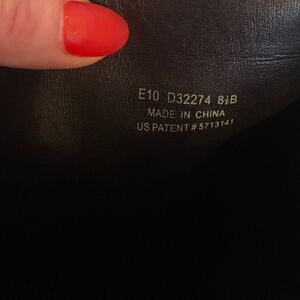 E10 D32274 8½B
MADE IN CHINA
US PATENT # 5713141